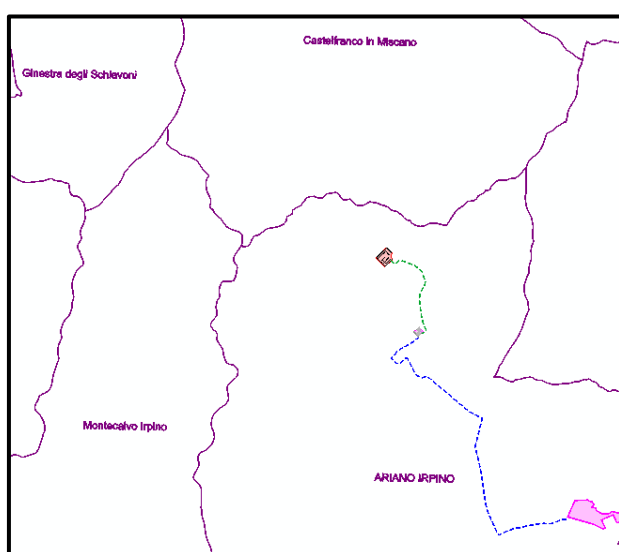 Castelfranco in Miscano
Ginestra degli Schiavoni
Montecalvo Irpino
ARIANO IRPINO